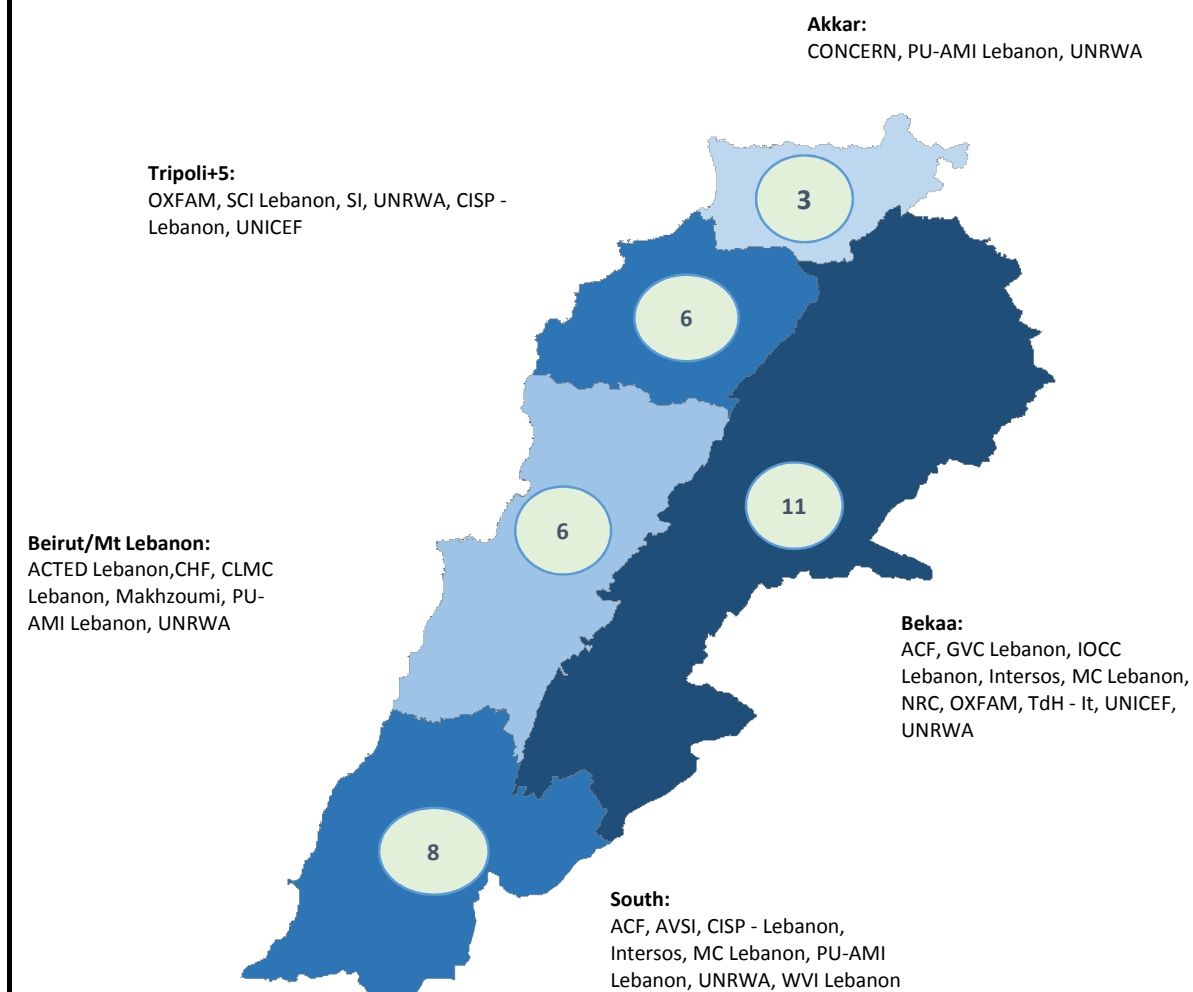 Akkar:
CONCERN, PU-AMI Lebanon, UNRWA
Tripoli+5:
OXFAM, SCI Lebanon, SI, UNRWA, CISP -
Lebanon, UNICEF
3
6
6
11
Beirut/Mt Lebanon:
ACTED Lebanon,CHF, CLMC
Lebanon, Makhzoumi, PU-
AMI Lebanon, UNRWA
Bekaa:
ACF, GVC Lebanon, IOCC
Lebanon, Intersos, MC Lebanon,
NRC, OXFAM, TdH - It, UNICEF,
UNRWA
8
South:
ACF, AVSI, CISP - Lebanon,
Intersos, MC Lebanon, PU-AMI
Lebanon, UNRWA, WVI Lebanon